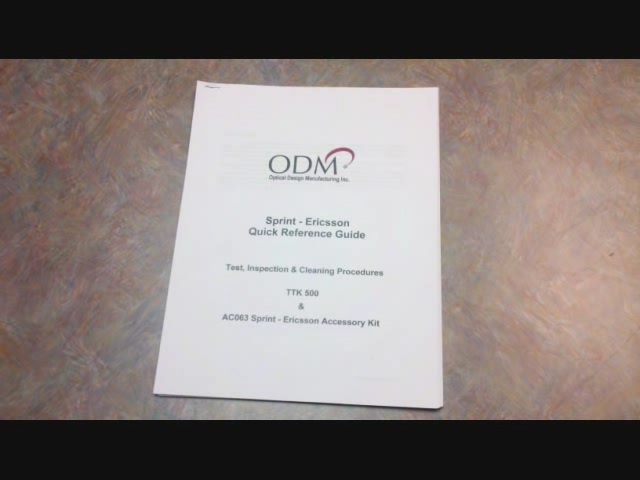 ODM
Optical Design Manufacturing Inc.
Sprint - Ericsson
Quick Reference Guide
Test, Inspection & Cleaning Procedures
TTK 500
&
AC063 Sprint - Ericsson Accessory Kit